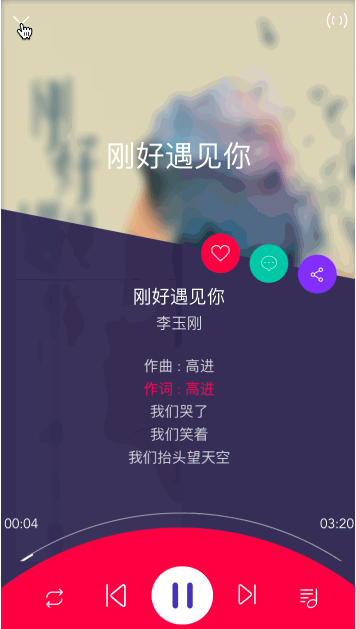 刚好遇见你
刚好遇见你
李玉刚
作曲 : 高进
作词 : 高进
我们哭了
我们笑着
我们抬头望天空
00:04
03:20